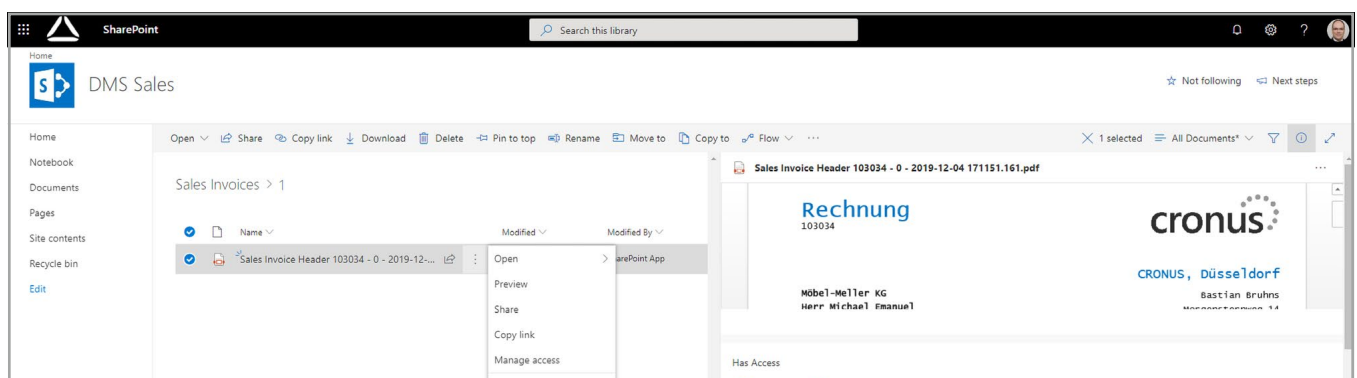 SharePoint
Search this library
?
Home
S
DMS Sales
Not following Next steps
Home
Notebook
Documents
Pages
Site contents
Recycle bin
Edit
Open Share Copy link Download Delete Pin to top Rename Move to Copy to Flow ...
1 selected All Documents*
Sales Invoices > 1
Name Modified Modified By
Sales Invoice Header 103034 - 0 - 2019-12-... arePoint App
Open
Preview
Share
Copy link
Manage access
Sales Invoice Header 103034 - 0 - 2019-12-04 171151.161.pdf ...
Rechnung
103034
cronus
CRONUS, Düsseldorf
Möbel-Meller KG
Herr Michael Emanuel
Bastian Bruhns
14
Has Access